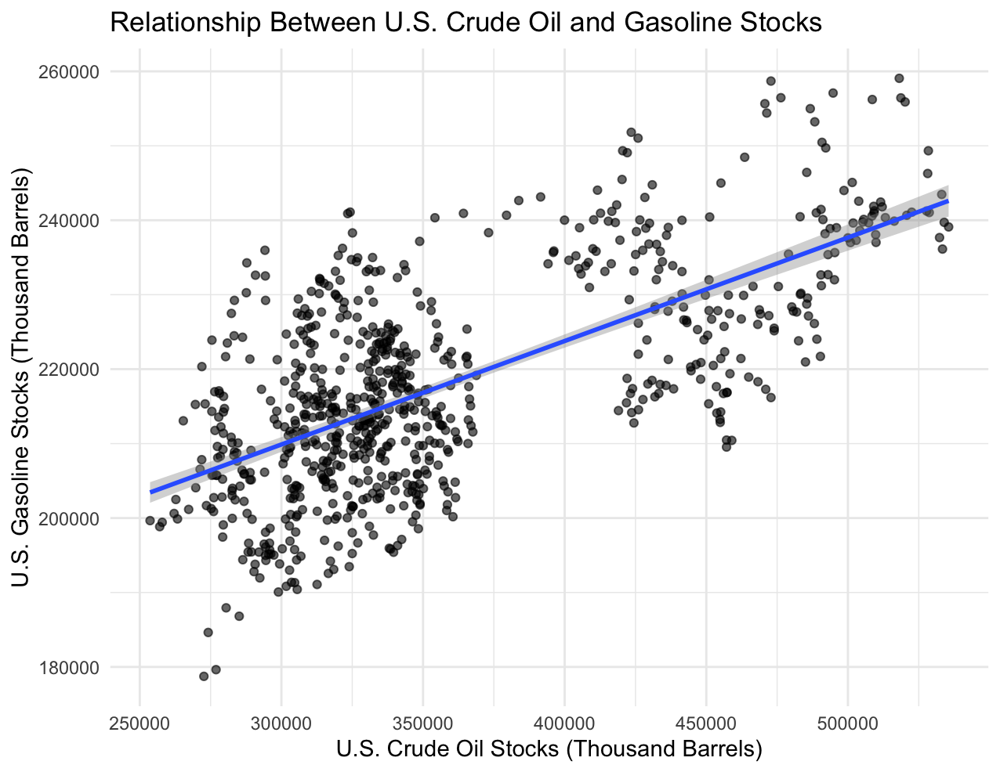 Relationship Between U.S. Crude Oil and Gasoline Stocks
U.S. Gasoline Stocks (Thousand Barrels)
260000
240000
220000
200000
180000
250000 300000 350000 400000 450000 500000
U.S. Crude Oil Stocks (Thousand Barrels)